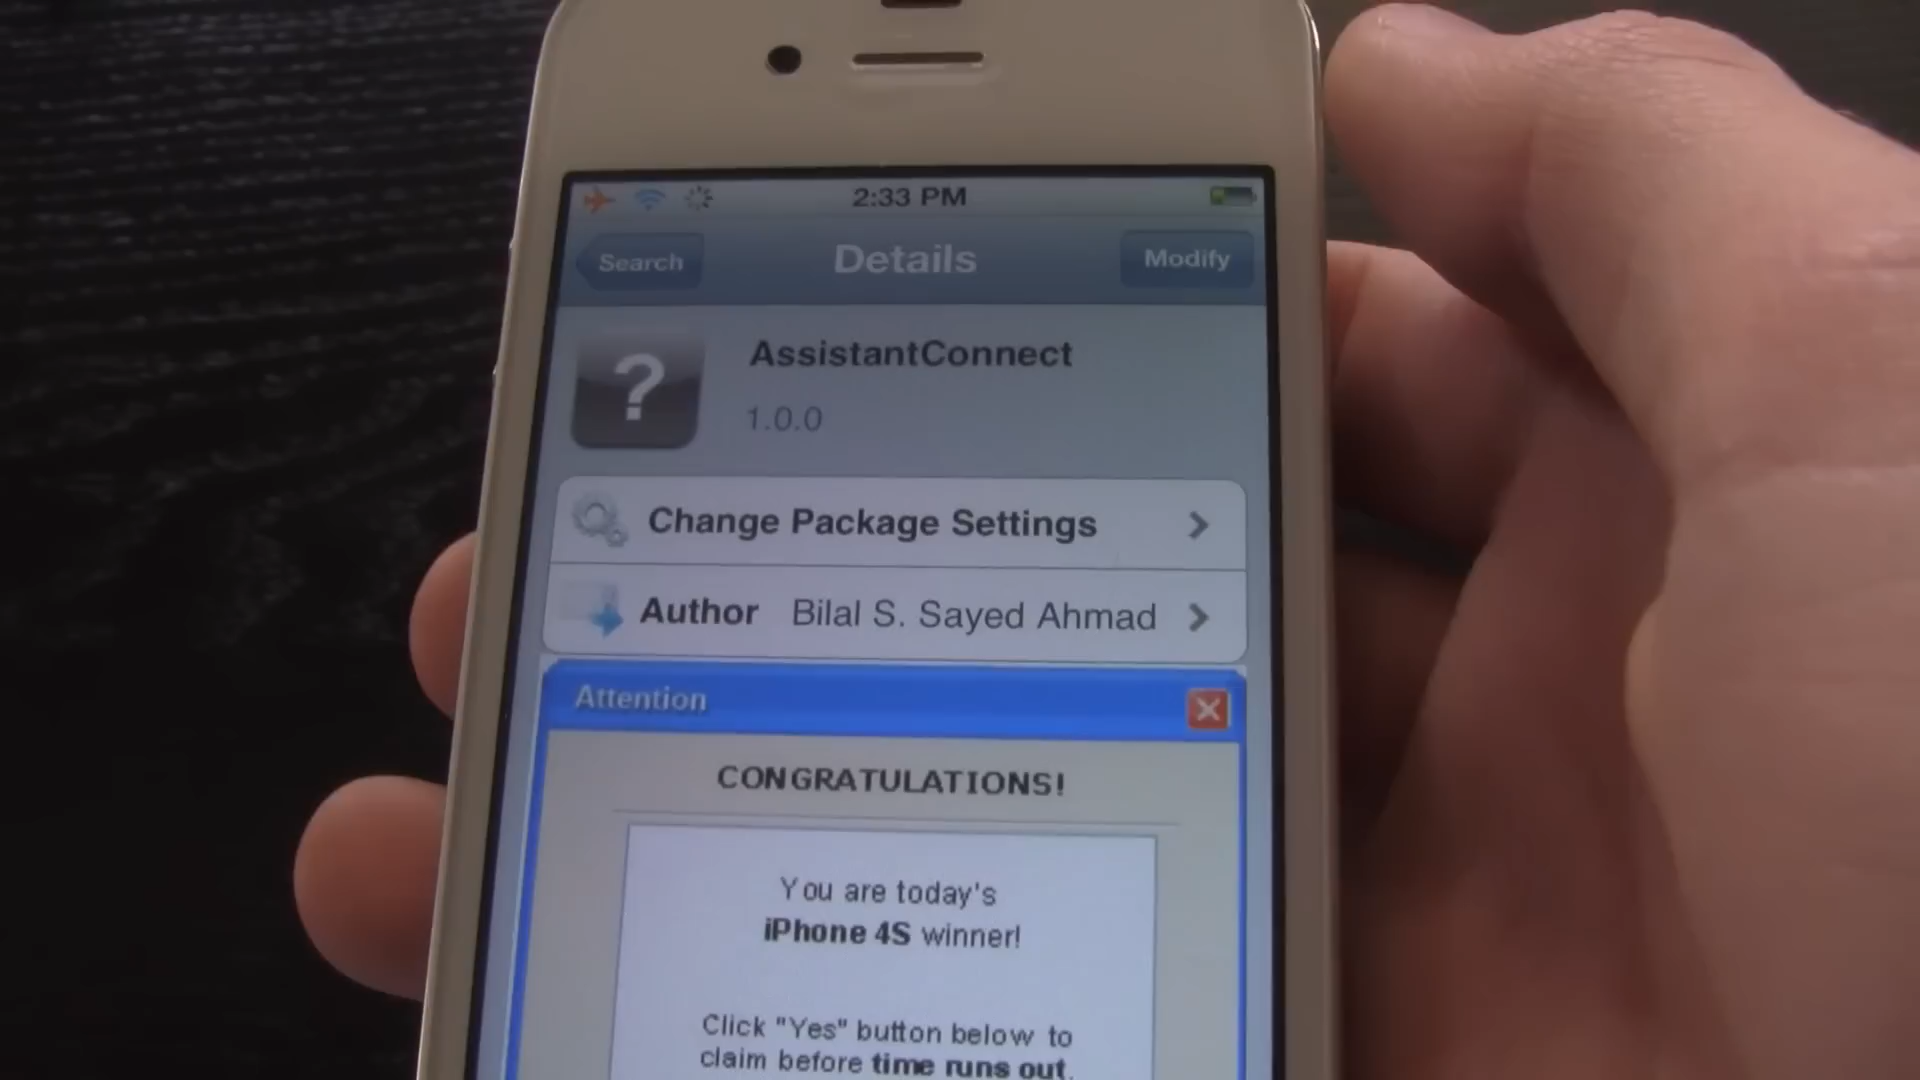 2:33 PM
Search
Details
Modify
AssistantConnect
1.0.0
Change Package Settings
Author Bilal S. Sayed Ahmad
Attention
CONGRATULATIONS!
You are today's
iPhone 4S winner!
Click "Yes" button below to
claim before time runs out.